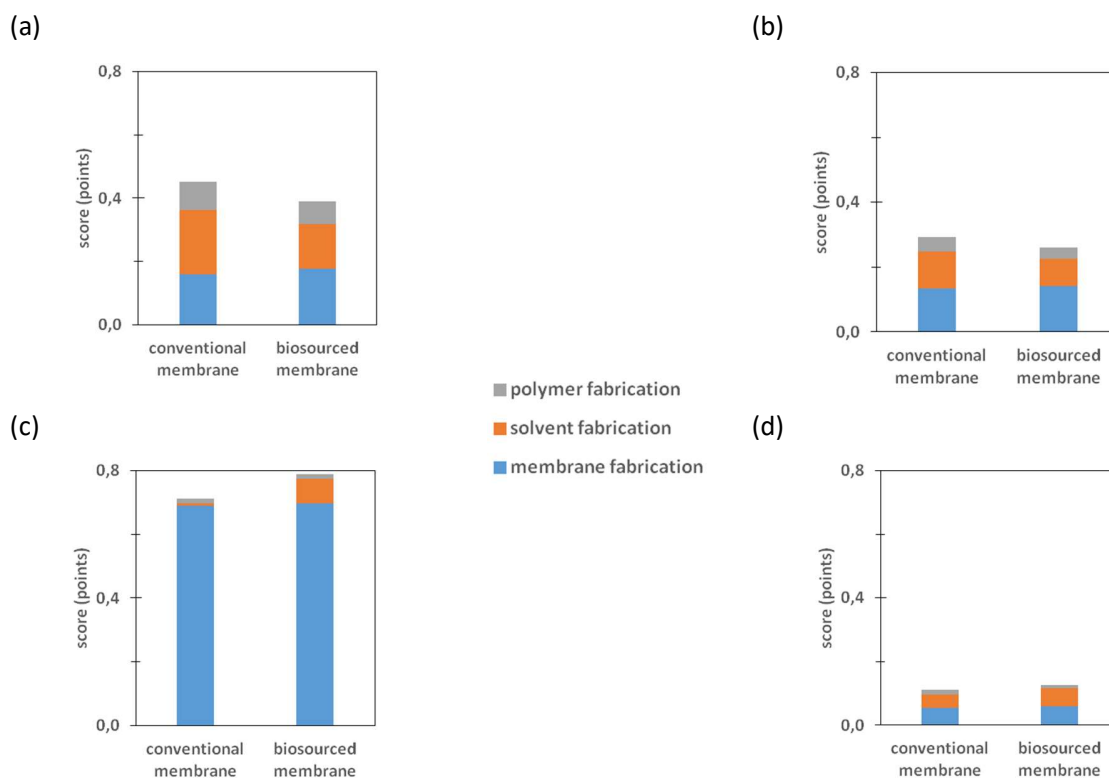 (a)
0,8
0,4
0,0
score (points)
conventional
membrane
biosourced
membrane
(b)
0,8
0,4
0,0
score (points)
conventional
membrane
biosourced
membrane
polymer fabrication
solvent fabrication
membrane fabrication
(c)
0,8
0,4
0,0
score (points)
conventional
membrane
biosourced
membrane
(d)
0,8
0,4
0,0
score (points)
conventional
membrane
biosourced
membrane